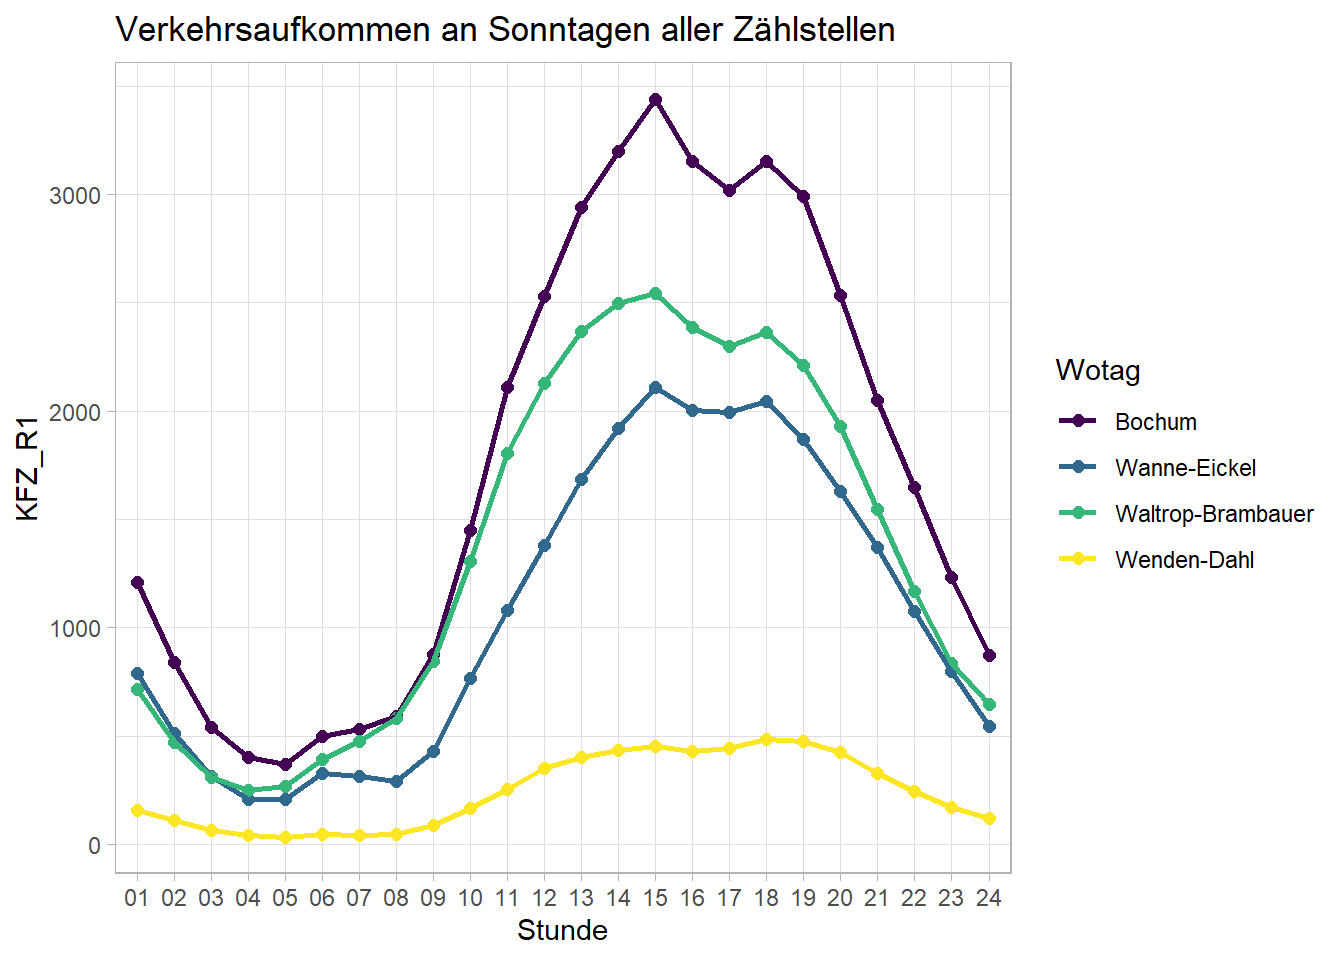 Verkehrsaufkommen an Sonntagen aller Zählstellen
3000
2000
1000
0
KFZ_R1
01 02 03 04 05 06 07 08 09 10 11 12 13 14 15 16 17 18 19 20 21 22 23 24
Stunde
Wotag
Bochum
Wanne-Eickel
Waltrop-Brambauer
Wenden-Dahl